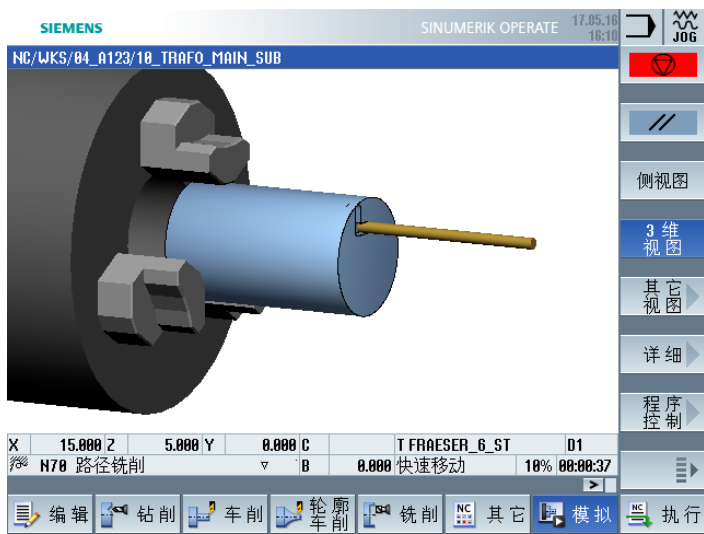 SIEMENS
SINUMERIK OPERATE
17.05.16
16:10
JOG
NC/WKS/04_A123/10_TRAFO_MAIN_SUB
侧视图
3维
视图
其它
视图
详细
程序
控制
X 15.000 Z 5.000 Y 0.000 C T FRAESER_6_ST D1
N70 路径铣削 ▽ B 0.000 快速移动 10% 00:00:37
编辑
钻削
车削
轮廓
车削
铣削
NC
其它
模拟
NC
执行